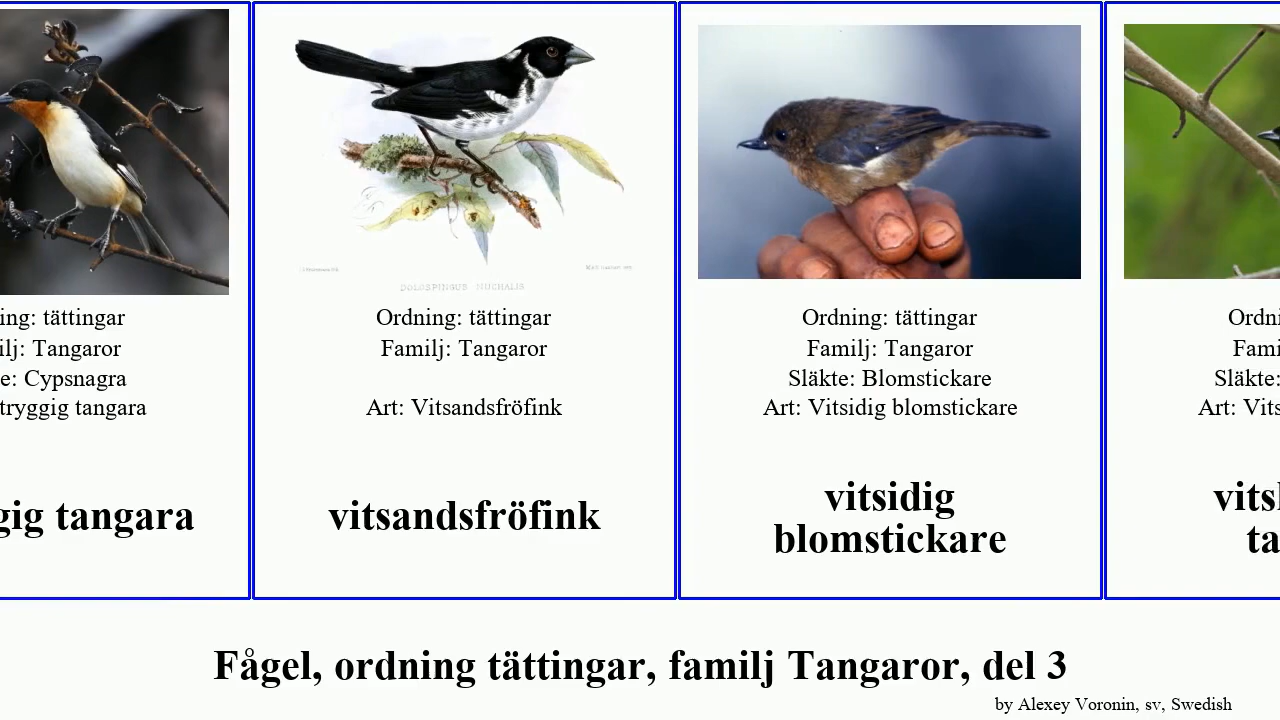 ing: tättingar
ilj: Tangaror
e: Cypsnagra
tryggig tangara
gig tangara
DOLOSPINGUS NUCHALIS
Ordning: tättingar
Familj: Tangaror
Art: Vitsandsfröfink
vitsandsfröfink
Ordning: tättingar
Familj: Tangaror
Släkte: Blomstickare
Art: Vitsidig blomstickare
vitsidig
blomstickare
Ordni
Fami
Släkte:
Art: Vits
ta
Fågel, ordning tättingar, familj Tangaror, del 3
by Alexey Voronin, sv, Swedish